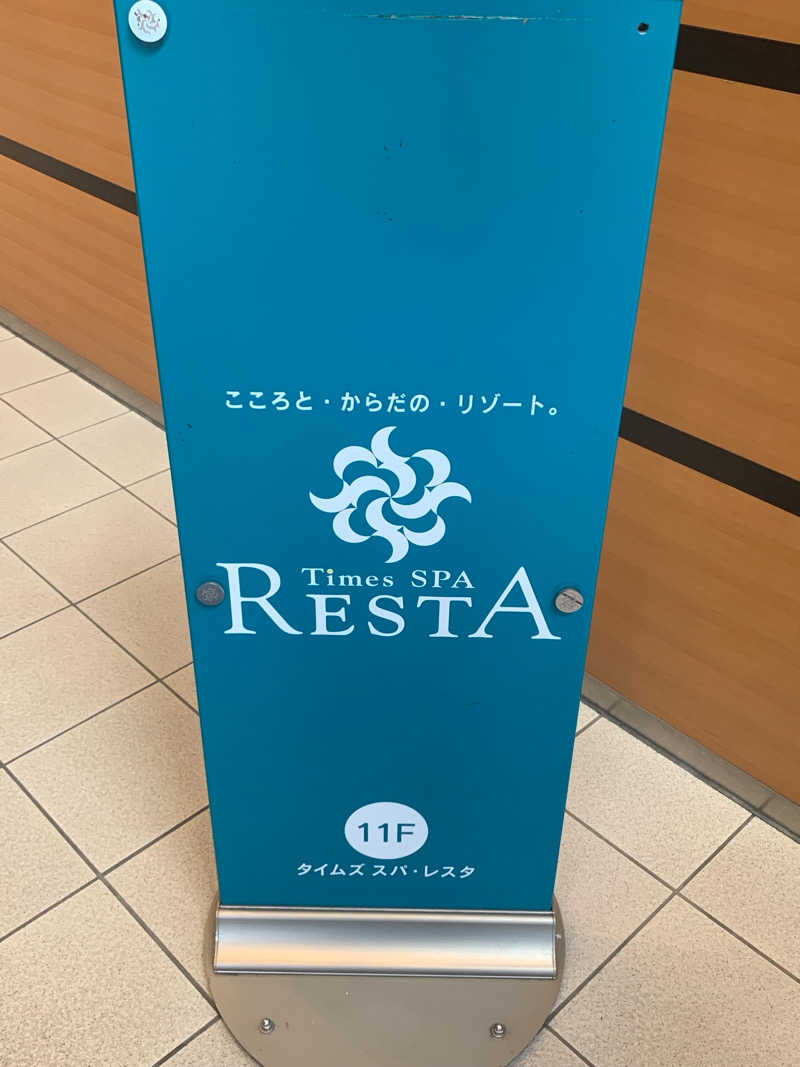 こころと・からだの・リゾート。
Times SPA
RESTA
11F
タイムズ スパ・レスタ